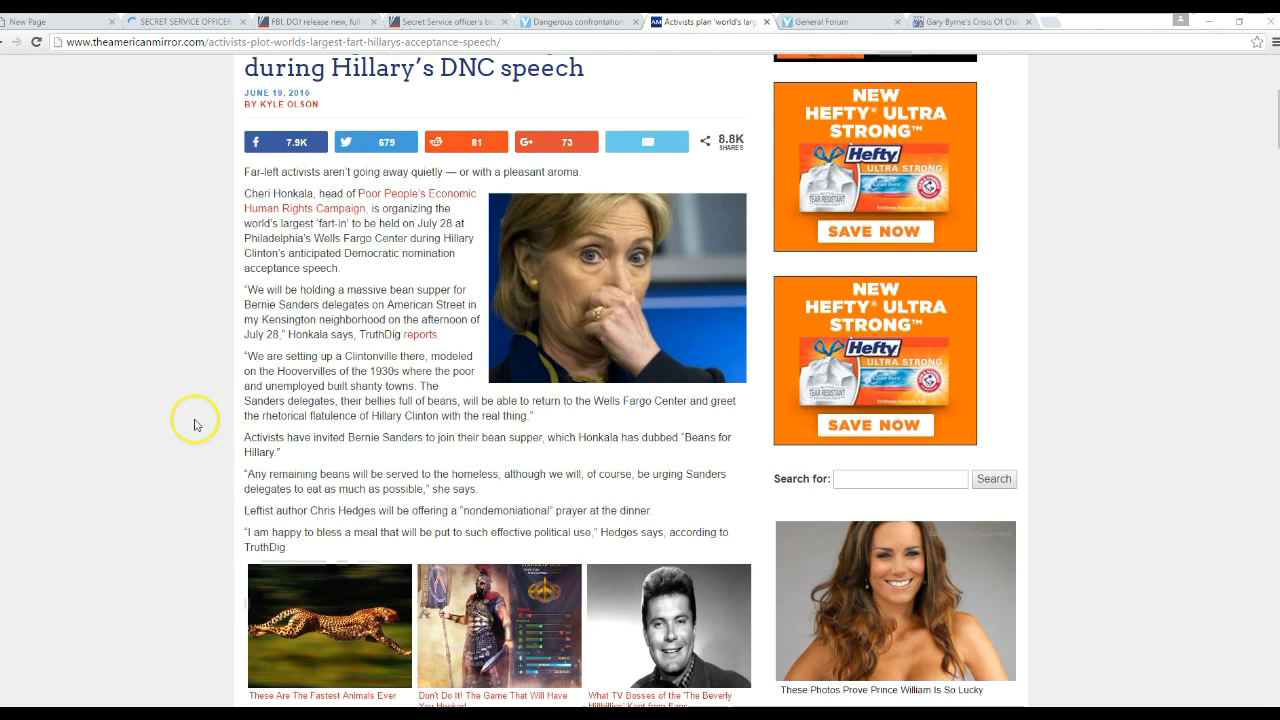 New Page
SECRET SERVICE OFFICER
FBI, DOJ release new, full
Secret Service officer's bo
Dangerous confrontation
Activists plan 'world's larg
General Forum
Gary Byrne's Crisis Of Cha
www.theamericanmirror.com/activists-plot-worlds-largest-fart-hillarys-acceptance-speech/
during Hillary's DNC speech
JUNE 19, 2016
BY KYLE OLSON
7.9K
679
81
G+ 73
8.8K
SHARES
Far-left activists aren't going away quietly — or with a pleasant aroma.
Cheri Honkala, head of Poor People's Economic
Human Rights Campaign, is organizing the
world's largest 'fart-in' to be held on July 28 at
Philadelphia's Wells Fargo Center during Hillary
Clinton's anticipated Democratic nomination
acceptance speech.
"We will be holding a massive bean supper for
Bernie Sanders delegates on American Street in
my Kensington neighborhood on the afternoon of
July 28," Honkala says, TruthDig reports.
"We are setting up a Clintonville there, modeled
on the Hoovervilles of the 1930s where the poor
and unemployed built shanty towns. The
Sanders delegates, their bellies full of beans, will be able to return to the Wells Fargo Center and greet
the rhetorical flatulence of Hillary Clinton with the real thing."
Activists have invited Bernie Sanders to join their bean supper, which Honkala has dubbed "Beans for
Hillary."
"Any remaining beans will be served to the homeless, although we will, of course, be urging Sanders
delegates to eat as much as possible," she says.
Leftist author Chris Hedges will be offering a "nondemoniational" prayer at the dinner.
"I am happy to bless a meal that will be put to such effective political use," Hedges says, according to
TruthDig.
These Are The Fastest Animals Ever
Don't Do It! The Game That Will Have
You Hooked
What TV Bosses of the 'The Beverly
Hillbillies' Kept from Fans
NEW
HEFTY® ULTRA
STRONG™
Hefty
ULTRA STRONG
TEAR RESISTANT
SAVE NOW
NEW
HEFTY® ULTRA
STRONG™
Hefty
ULTRA STRONG
TEAR RESISTANT
SAVE NOW
Search for:
Search
These Photos Prove Prince William Is So Lucky